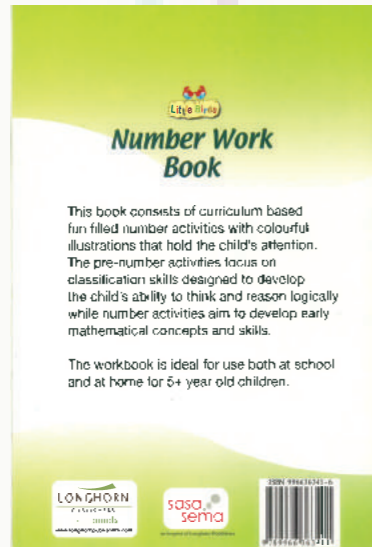 Little Birds
Number Work
Book
This book consists of curriculum based
fun filled number activities with colourful
illustrations that hold the child's attention.
The pre-number activities focus on
classification skills designed to develop
the child's ability to think and reason logically
while number activities aim to develop early
mathematical concepts and skills.
The workbook is ideal for use both at school
and at home for 5+ year old children.
LONGHORN
sasa
sema
ISBN